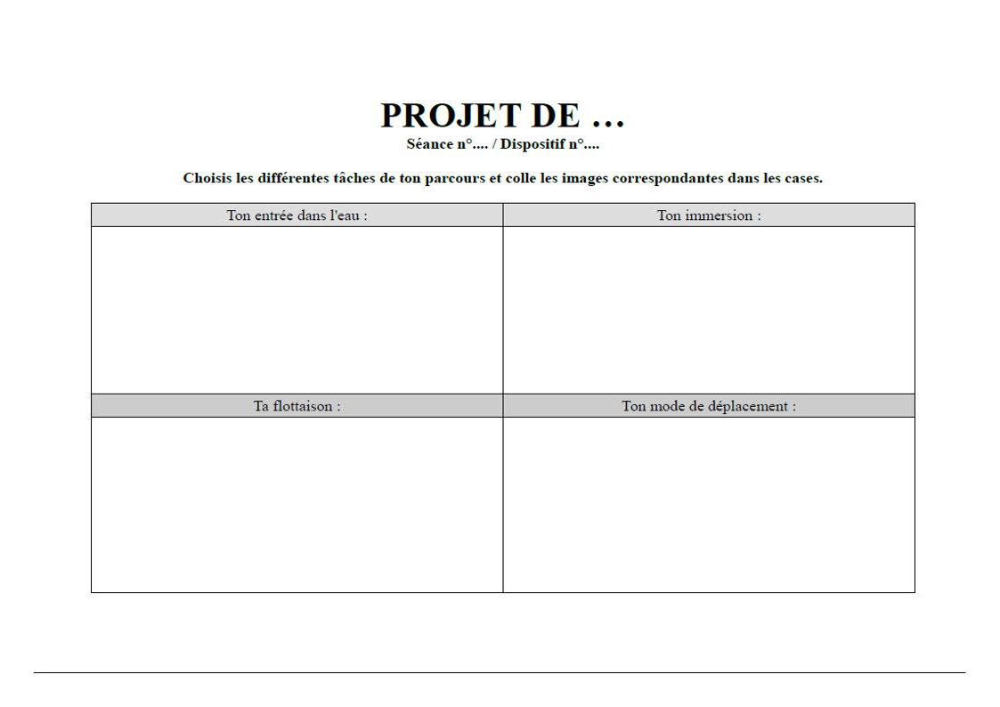 PROJET DE …
Séance n°.... / Dispositif n°....
Choisis les différentes tâches de ton parcours et colle les images correspondantes dans les cases.
Ton entrée dans l'eau :
Ton immersion :
Ta flottaison :
Ton mode de déplacement :